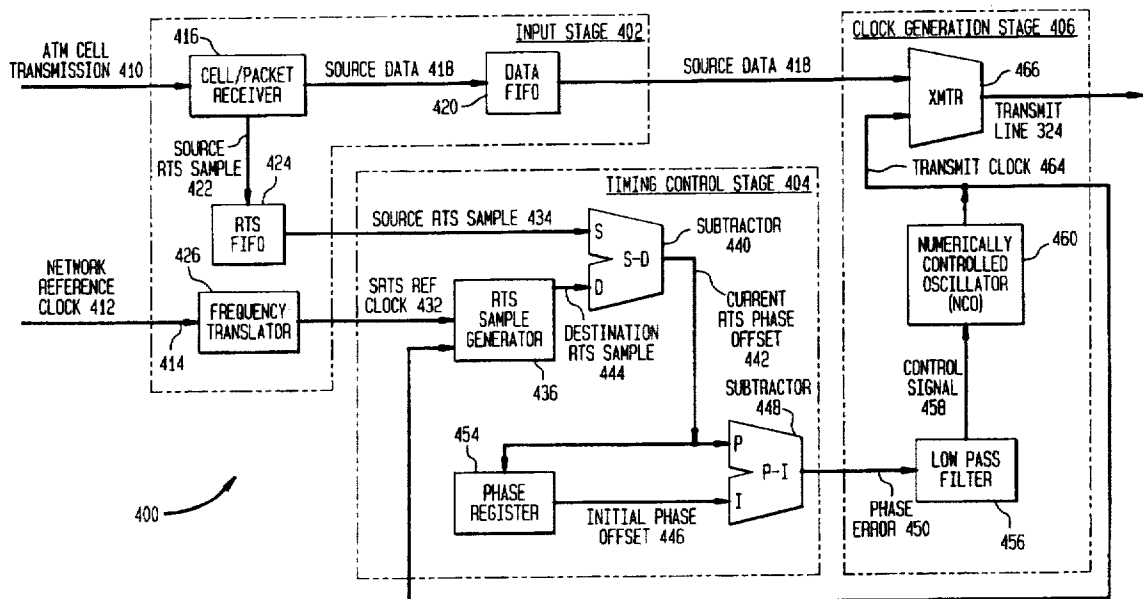 ATM CELL
TRANSMISSION 410
416
CELL/PACKET
RECEIVER
INPUT STAGE 402
SOURCE DATA 418
DATA
FIFO
420
SOURCE DATA 418
CLOCK GENERATION STAGE 406
XMTR
466
TRANSMIT
LINE 324
TRANSMIT CLOCK 464
SOURCE
RTS SAMPLE
422
424
RTS
FIFO
TIMING CONTROL STAGE 404
SOURCE RTS SAMPLE 434
S
S-D
D
SUBTRACTOR
440
NETWORK
REFERENCE
CLOCK 412
414
426
FREQUENCY
TRANSLATOR
SRTS REF
CLOCK 432
RTS
SAMPLE
GENERATOR
436
DESTINATION
RTS SAMPLE
444
CURRENT
RTS PHASE
OFFSET
442
NUMERICALLY
CONTROLLED
OSCILLATOR
(NCO)
460
CONTROL
SIGNAL
458
SUBTRACTOR
448
P
P-I
I
454
PHASE
REGISTER
INITIAL PHASE
OFFSET 446
PHASE
ERROR 450
LOW PASS
FILTER
456
400